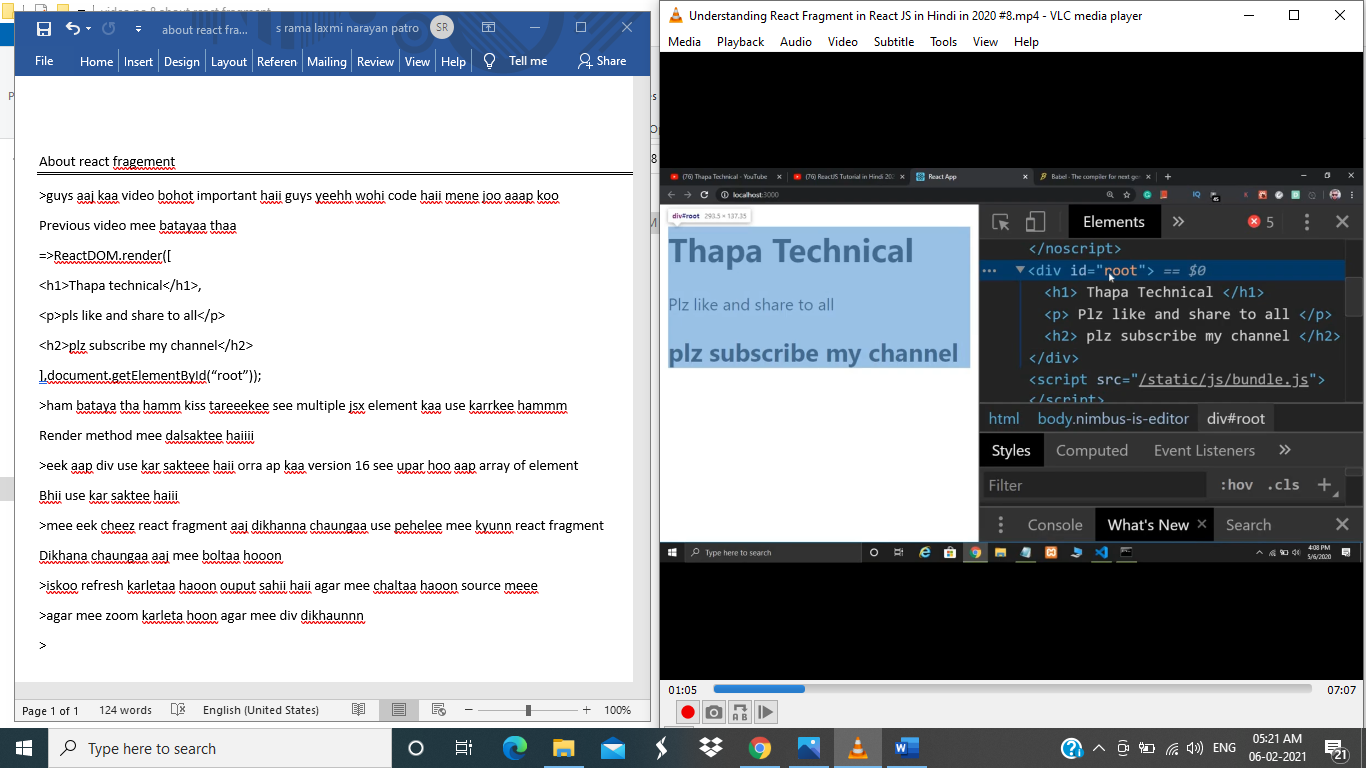 video no 8 about react fragment
about react fra...
s rama laxmi narayan patro
SR
File Home Insert Design Layout Referen Mailing Review View Help Tell me Share
About react fragement
>guys aaj kaa video bohot important haii guys yeehh wohi code haii mene joo aaap koo
Previous video mee batayaa thaa
=>ReactDOM.render([
<h1>Thapa technical</h1>,
<p>pls like and share to all</p>
<h2>plz subscribe my channel</h2>
],document.getElementById(“root”));
>ham bataya tha hamm kiss tareeekee see multiple jsx element kaa use karrkee hammm
Render method mee dalsaktee haiiii
>eek aap div use kar sakteee haii orra ap kaa version 16 see upar hoo aap array of element
Bhii use kar saktee haiii
>mee eek cheez react fragment aaj dikhanna chaungaa use pehelee mee kyunn react fragment
Dikhana chaungaa aaj mee boltaa hooon
>iskoo refresh karletaa haoon ouput sahii haii agar mee chaltaa haoon source meee
>agar mee zoom karleta hoon agar mee div dikhaunnn
>
Page 1 of 1 124 words English (United States) 100%
Understanding React Fragment in React JS in Hindi in 2020 #8.mp4 - VLC media player
Media Playback Audio Video Subtitle Tools View Help
(76) Thapa Technical - YouTube
(76) ReactJS Tutorial in Hindi 202
React App
Babel - The compiler for next ge
localhost:3000
div#root 293.5 × 137.35
Thapa Technical
Plz like and share to all
plz subscribe my channel
Elements » 5
</noscript>
<div id="root"> == $0
<h1> Thapa Technical </h1>
<p> Plz like and share to all </p>
<h2> plz subscribe my channel </h2>
</div>
<script src="/static/js/bundle.js">
</script>
html body.nimbus-is-editor div#root
Styles Computed Event Listeners »
Filter :hov .cls +
Console What's New × Search
Type here to search
4:08 PM
5/6/2020
01:05
07:07
Type here to search
ENG
05:21 AM
06-02-2021
21